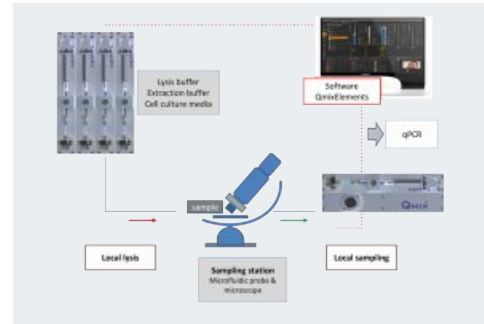 Lysis buffer
Extraction buffer
Cell culture media
Software
QmixElements
qPCR
sample
QMIX
Local lysis
Sampling station
Microfluidic probe &
microscope
Local sampling